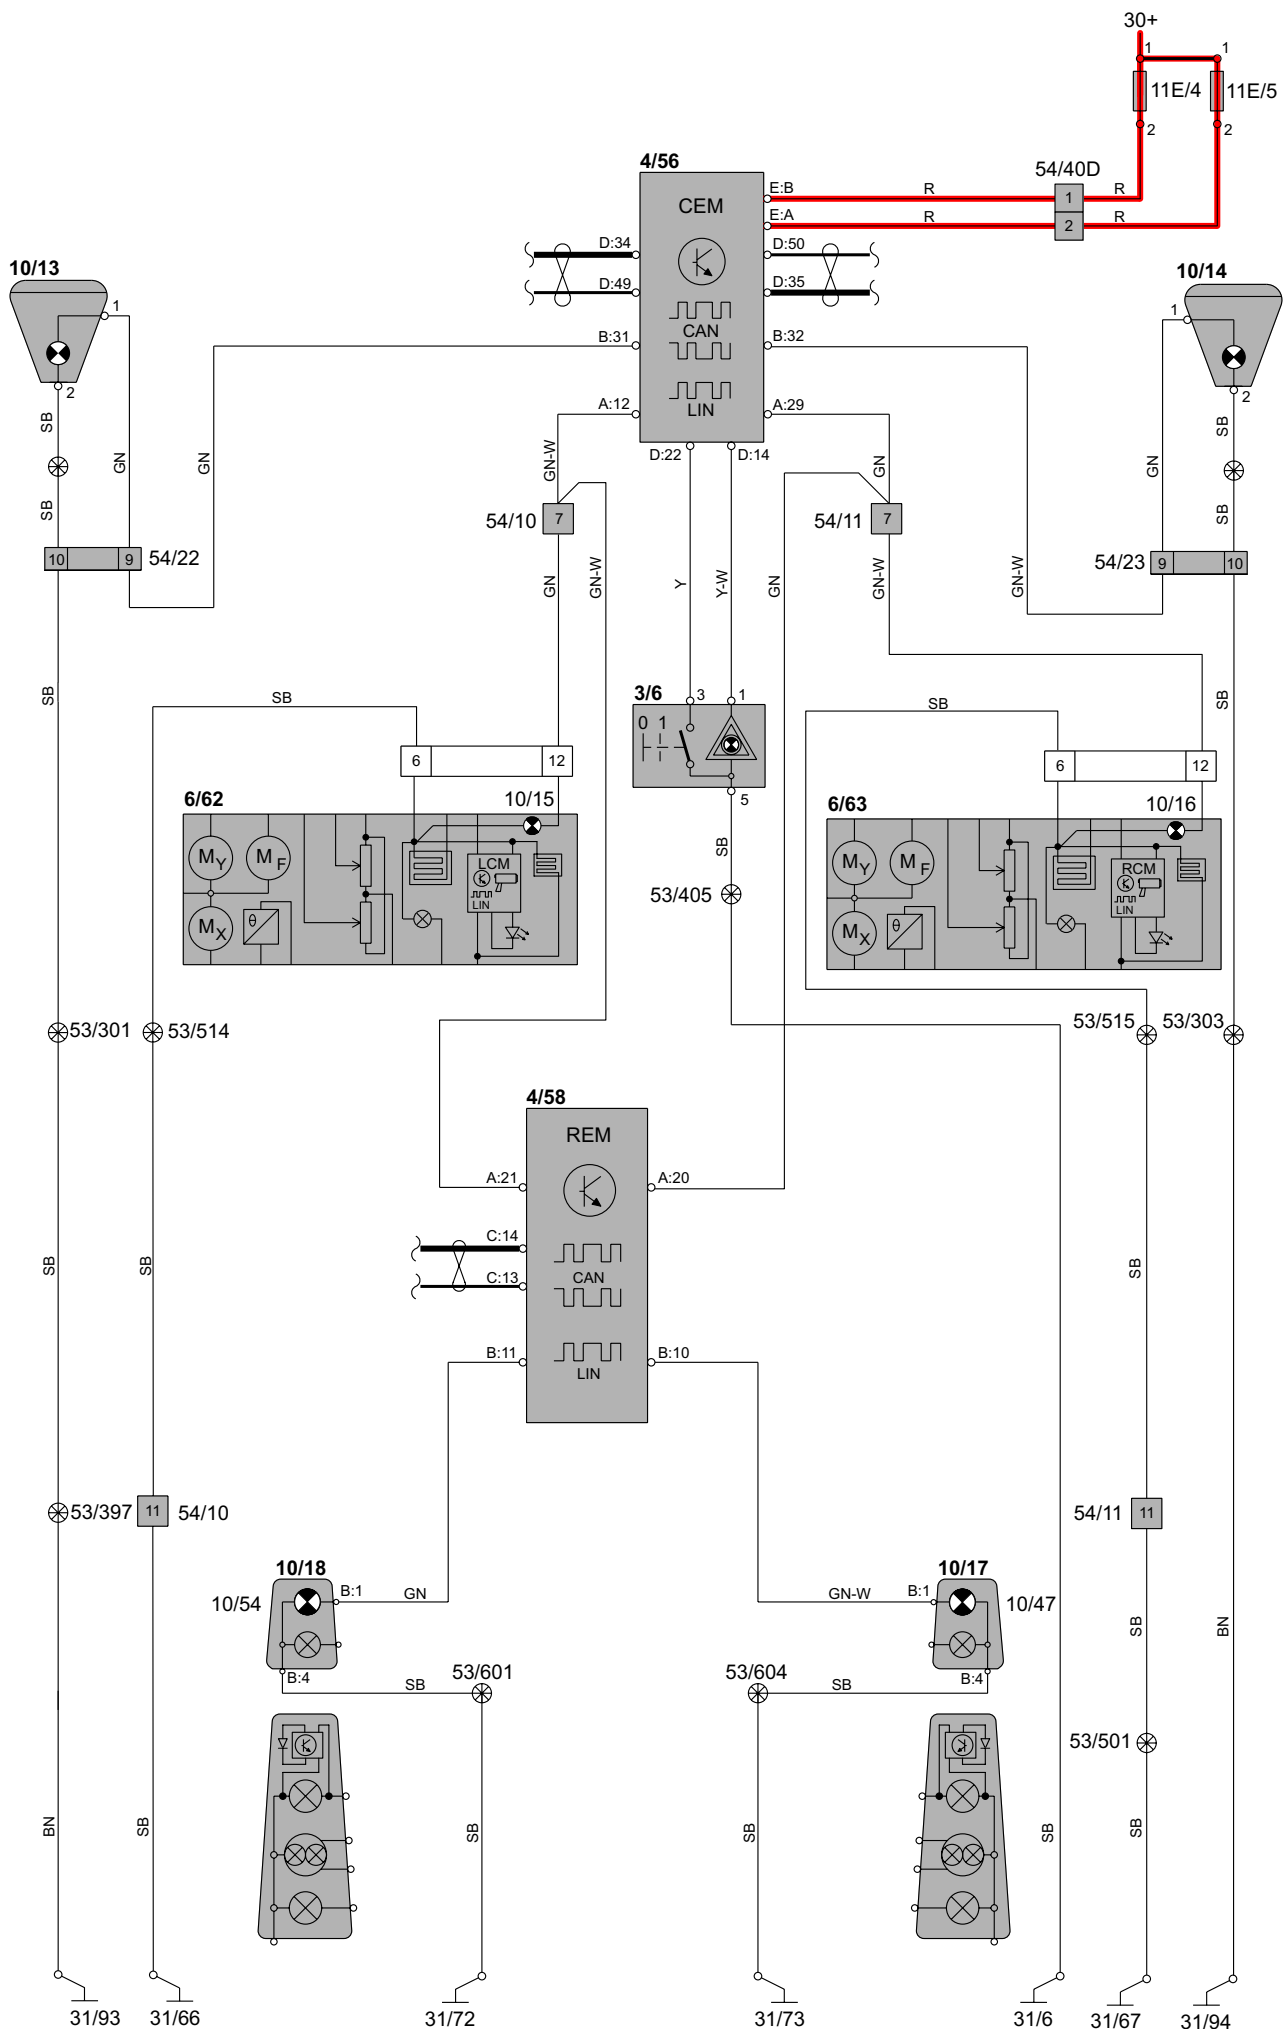 30+
1 1
11E/4 11E/5
2 2
4/56 54/40D
E:B R 1 R
CEM
E:A R 2 R
D:34 D:50
10/13 10/14
D:49 D:35
1 1
CAN
B:31 B:32
2 2
LIN
A:12 A:29
SB GN GN GN-W GN GN SB
D:22 D:14
SB SB
54/10 7 54/11 7
10 9 54/22 54/23 9 10
GN GN-W Y Y-W GN GN-W GN-W
SB SB
SB 3/6 3 1 SB
0 1
6 12 6 12
5
6/62 10/15 6/63 10/16
MY MF LCM LIN
SB
MY MF RCM LIN
MX θ
53/405
MX θ
53/301 53/514 53/515 53/303
4/58
REM
A:21 A:20
C:14
SB SB SB
C:13 CAN
B:11 B:10
LIN
53/397 11 54/10 54/11 11
10/18 10/17
10/54 B:1 GN GN-W B:1 10/47
SB BN
B:4 SB 53/601 53/604 SB B:4
53/501
BN SB SB SB SB SB
31/93 31/66 31/72 31/73 31/6 31/67 31/94